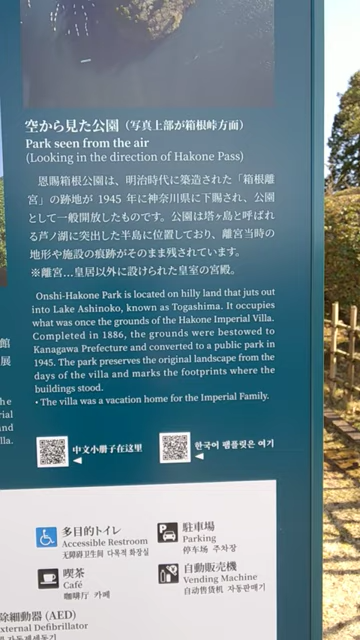 空から見た公園（写真上部が箱根峠方面）
Park seen from the air
(Looking in the direction of Hakone Pass)
恩賜箱根公園は、明治時代に築造された「箱根離
宮」の跡地が 1945 年に神奈川県に下賜され、公園
として一般開放したものです。公園は塔ヶ島と呼ばれ
る芦ノ湖に突出した半島に位置しており、離宮当時の
地形や施設の痕跡がそのまま残されています。
※離宮…皇居以外に設けられた皇室の宮殿。
Onshi-Hakone Park is located on hilly land that juts out
into Lake Ashinoko, known as Togashima. It occupies
what was once the grounds of the Hakone Imperial Villa.
Completed in 1886, the grounds were bestowed to
Kanagawa Prefecture and converted to a public park in
1945. The park preserves the original landscape from the
days of the villa and marks the footprints where the
buildings stood.
・The villa was a vacation home for the Imperial Family.
館
展
lla.
中文小册子在这里
한국어 팸플릿은 여기
多目的トイレ
Accessible Restroom
无障碍卫生间 다목적 화장실
駐車場
Parking
停车场 주차장
喫茶
Café
咖啡厅 카페
自動販売機
Vending Machine
自动售货机 자동판매기
除細動器（AED）
xternal Defibrillator